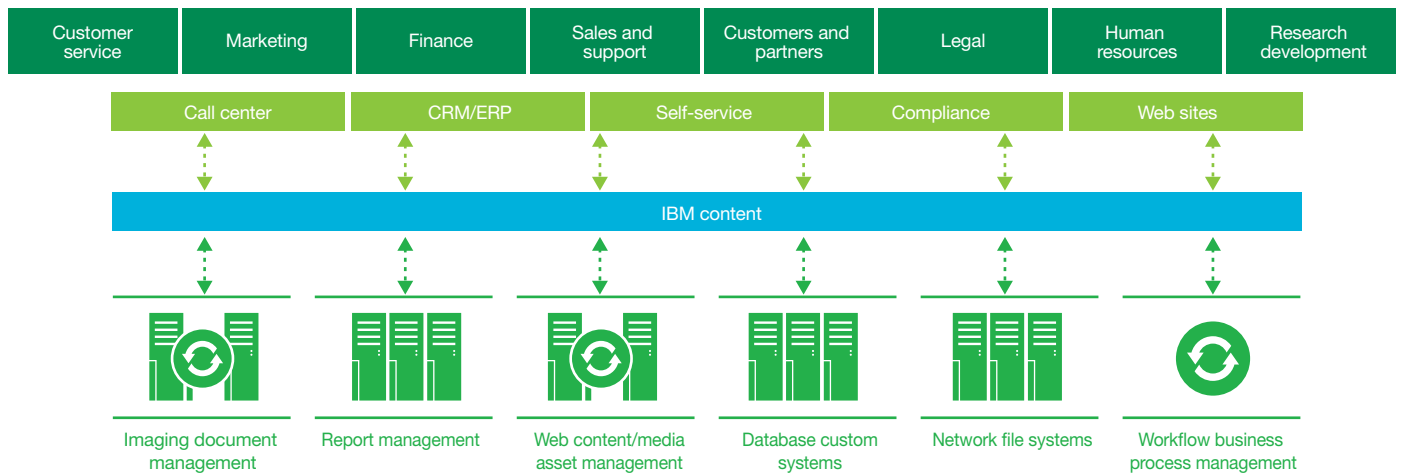 Customer
service
Marketing
Finance
Sales and
support
Customers and
partners
Legal
Human
resources
Research
development
Call center
CRM/ERP
Self-service
Compliance
Web sites
IBM content
Imaging document
management
Report management
Web content/media
asset management
Database custom
systems
Network file systems
Workflow business
process management